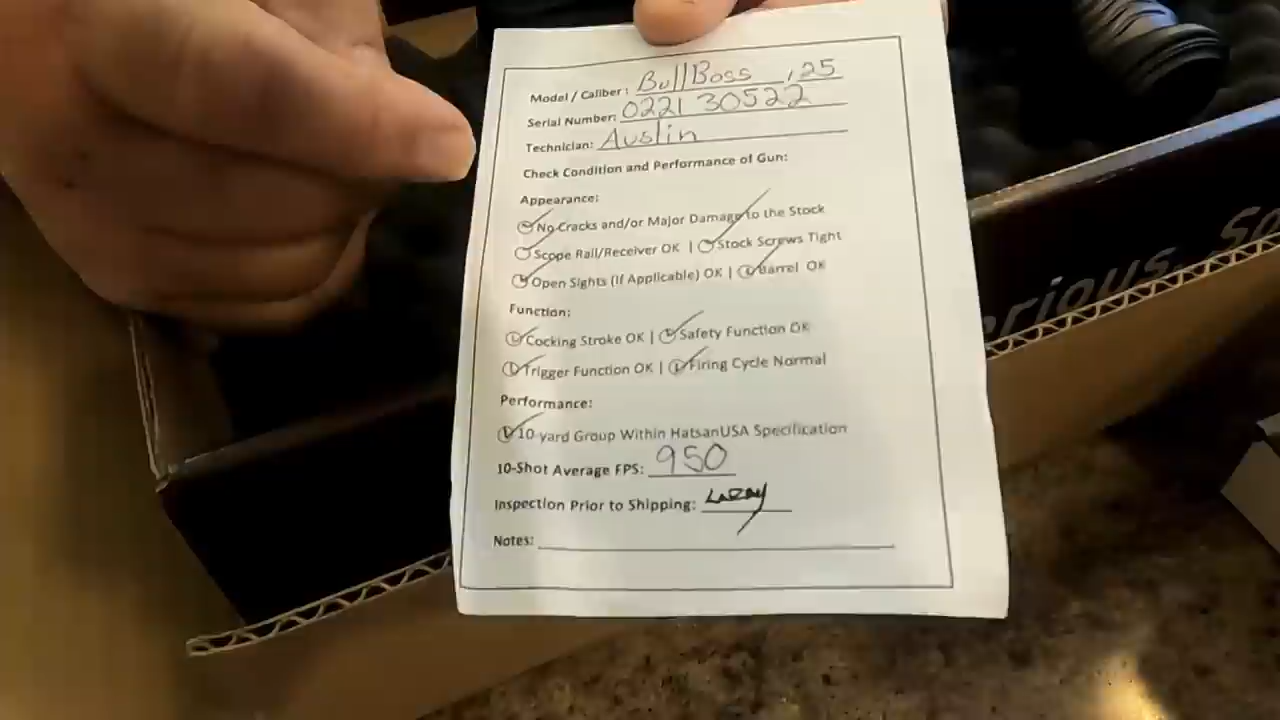 Model / Caliber: BullBoss .25
Serial Number: 0221 30522
Technician: Austin
Check Condition and Performance of Gun:
Appearance:
No Cracks and/or Major Damage to the Stock
Scope Rail/Receiver OK | Stock Screws Tight
Open Sights (If Applicable) OK | Barrel OK
Function:
Cocking Stroke OK | Safety Function OK
Trigger Function OK | Firing Cycle Normal
Performance:
10-yard Group Within HatsanUSA Specification
10-Shot Average FPS: 950
Inspection Prior to Shipping: LaRay
Notes:
erious. So